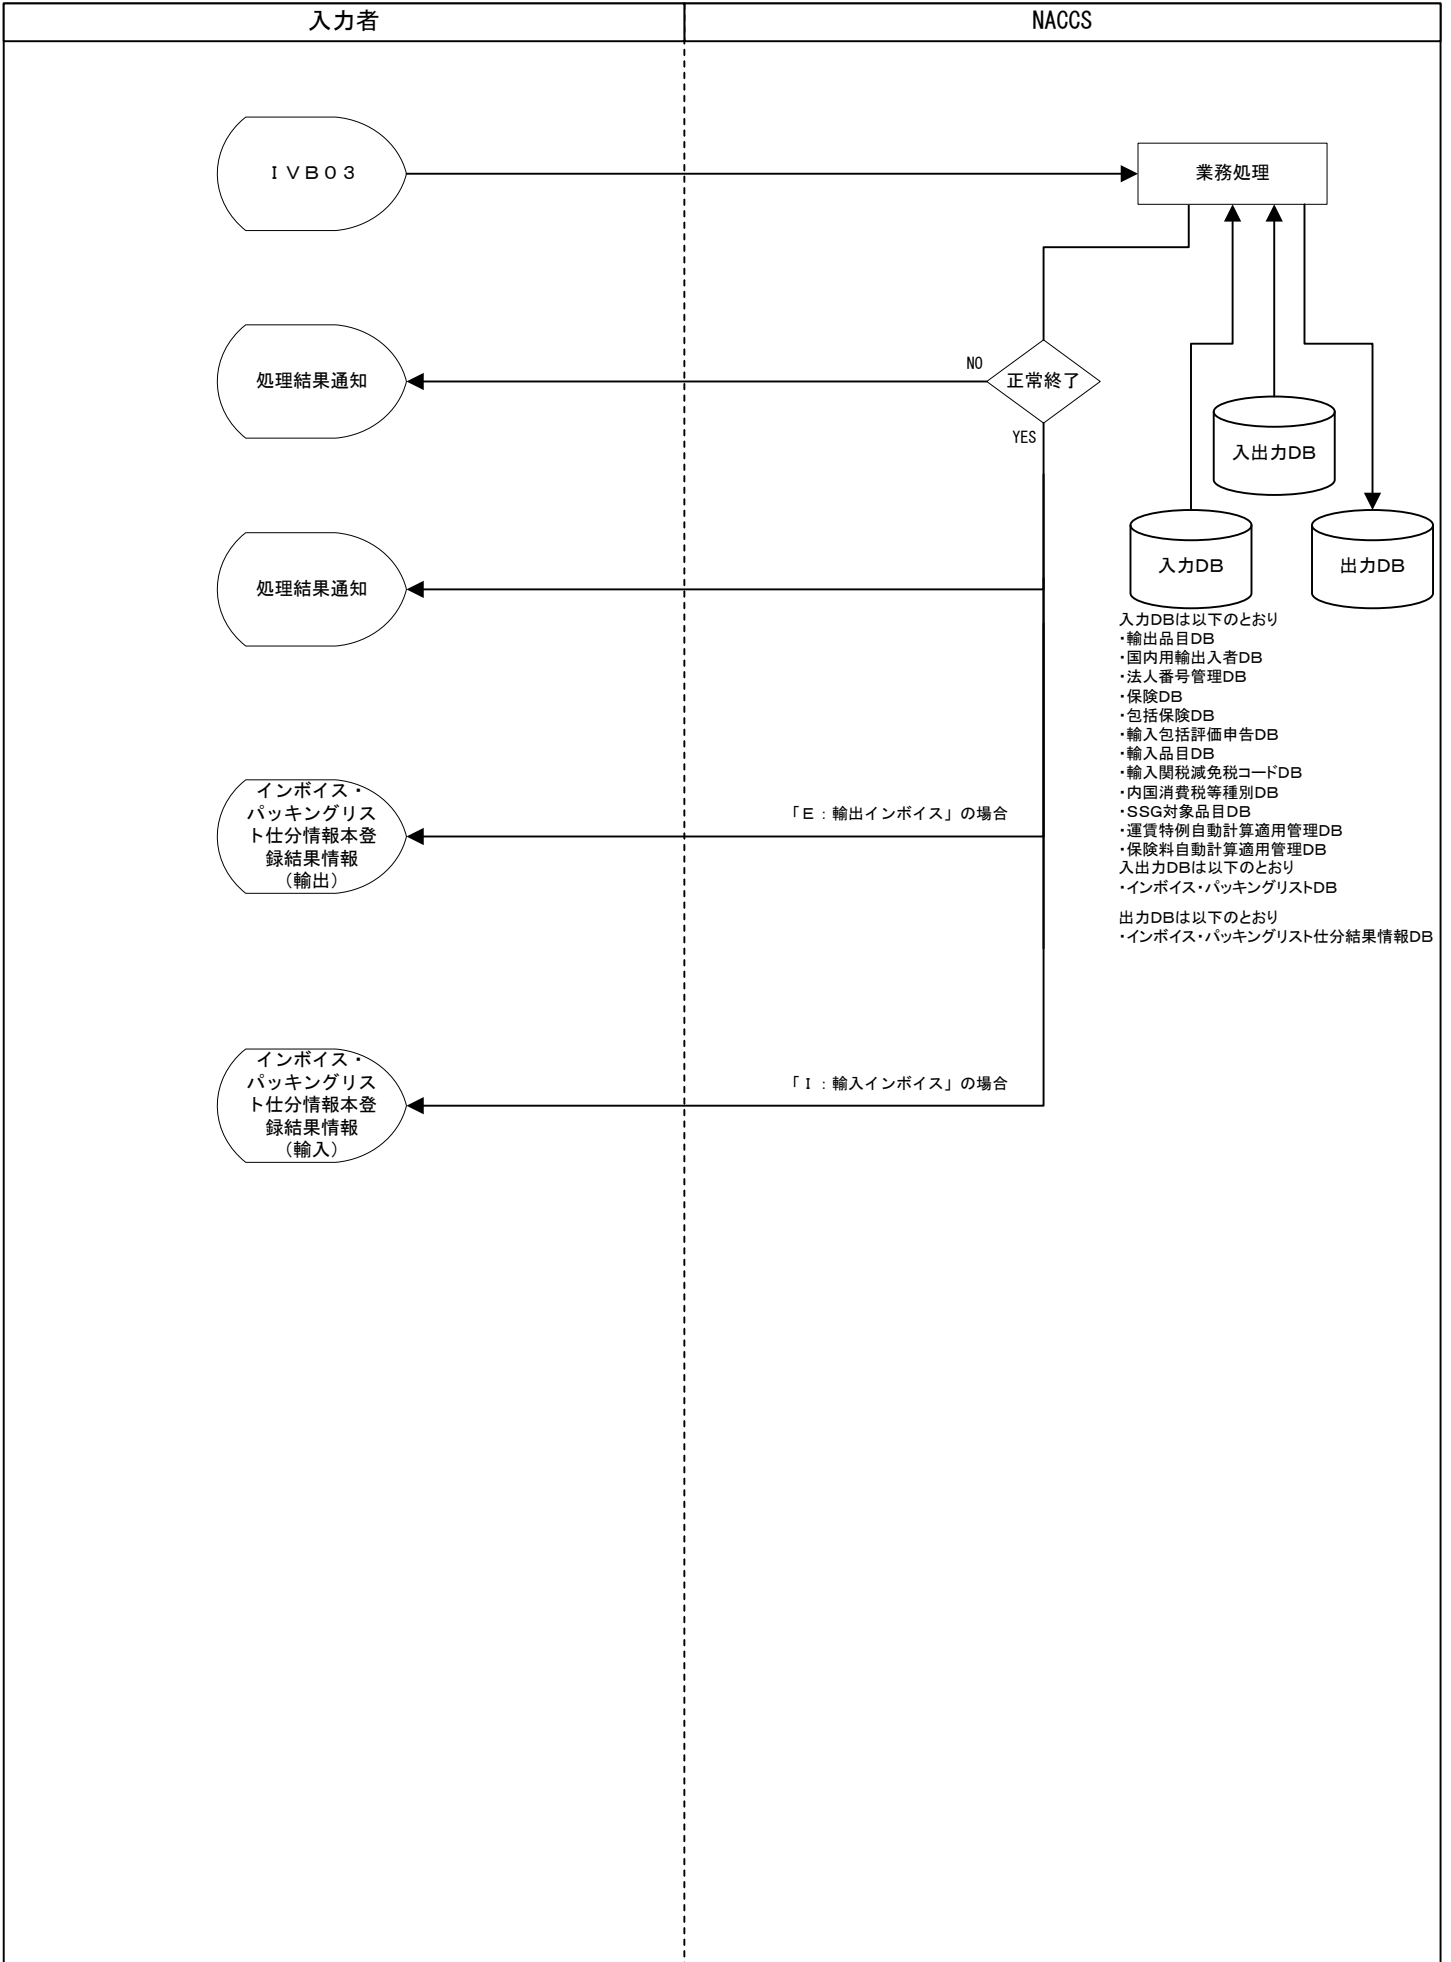 入力者
NACCS
ＩＶＢ０３
業務処理
NO
正常終了
処理結果通知
YES
入出力DB
入力DB
出力DB
処理結果通知
入力DBは以下のとおり
・輸出品目DB
・国内用輸出入者DB
・法人番号管理DB
・保険DB
・包括保険DB
・輸入包括評価申告DB
・輸入品目DB
・輸入関税減免税コードDB
・内国消費税等種別DB
・SSG対象品目DB
・運賃特例自動計算適用管理DB
・保険料自動計算適用管理DB
入出力DBは以下のとおり
・インボイス・パッキングリストDB
出力DBは以下のとおり
・インボイス・パッキングリスト仕分結果情報DB
インボイス・
パッキングリス
ト仕分情報本登
録結果情報
（輸出）
「Ｅ：輸出インボイス」の場合
インボイス・
パッキングリス
ト仕分情報本登
録結果情報
（輸入）
「Ｉ：輸入インボイス」の場合